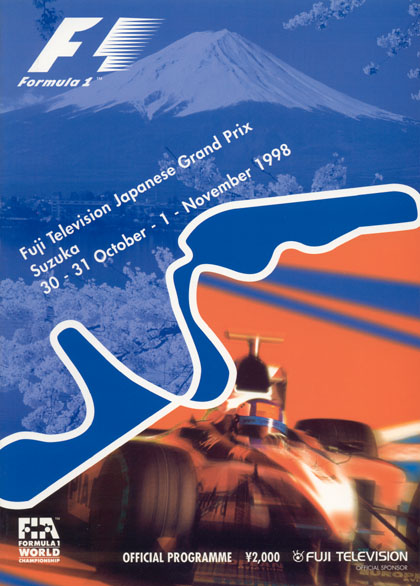 F1
Formula 1™
Fuji Television Japanese Grand Prix
Suzuka
30 - 31 October - 1 - November 1998
FIA
FORMULA 1
WORLD
CHAMPIONSHIP
OFFICIAL PROGRAMME ¥2,000 FUJI TELEVISION
OFFICIAL SPONSOR